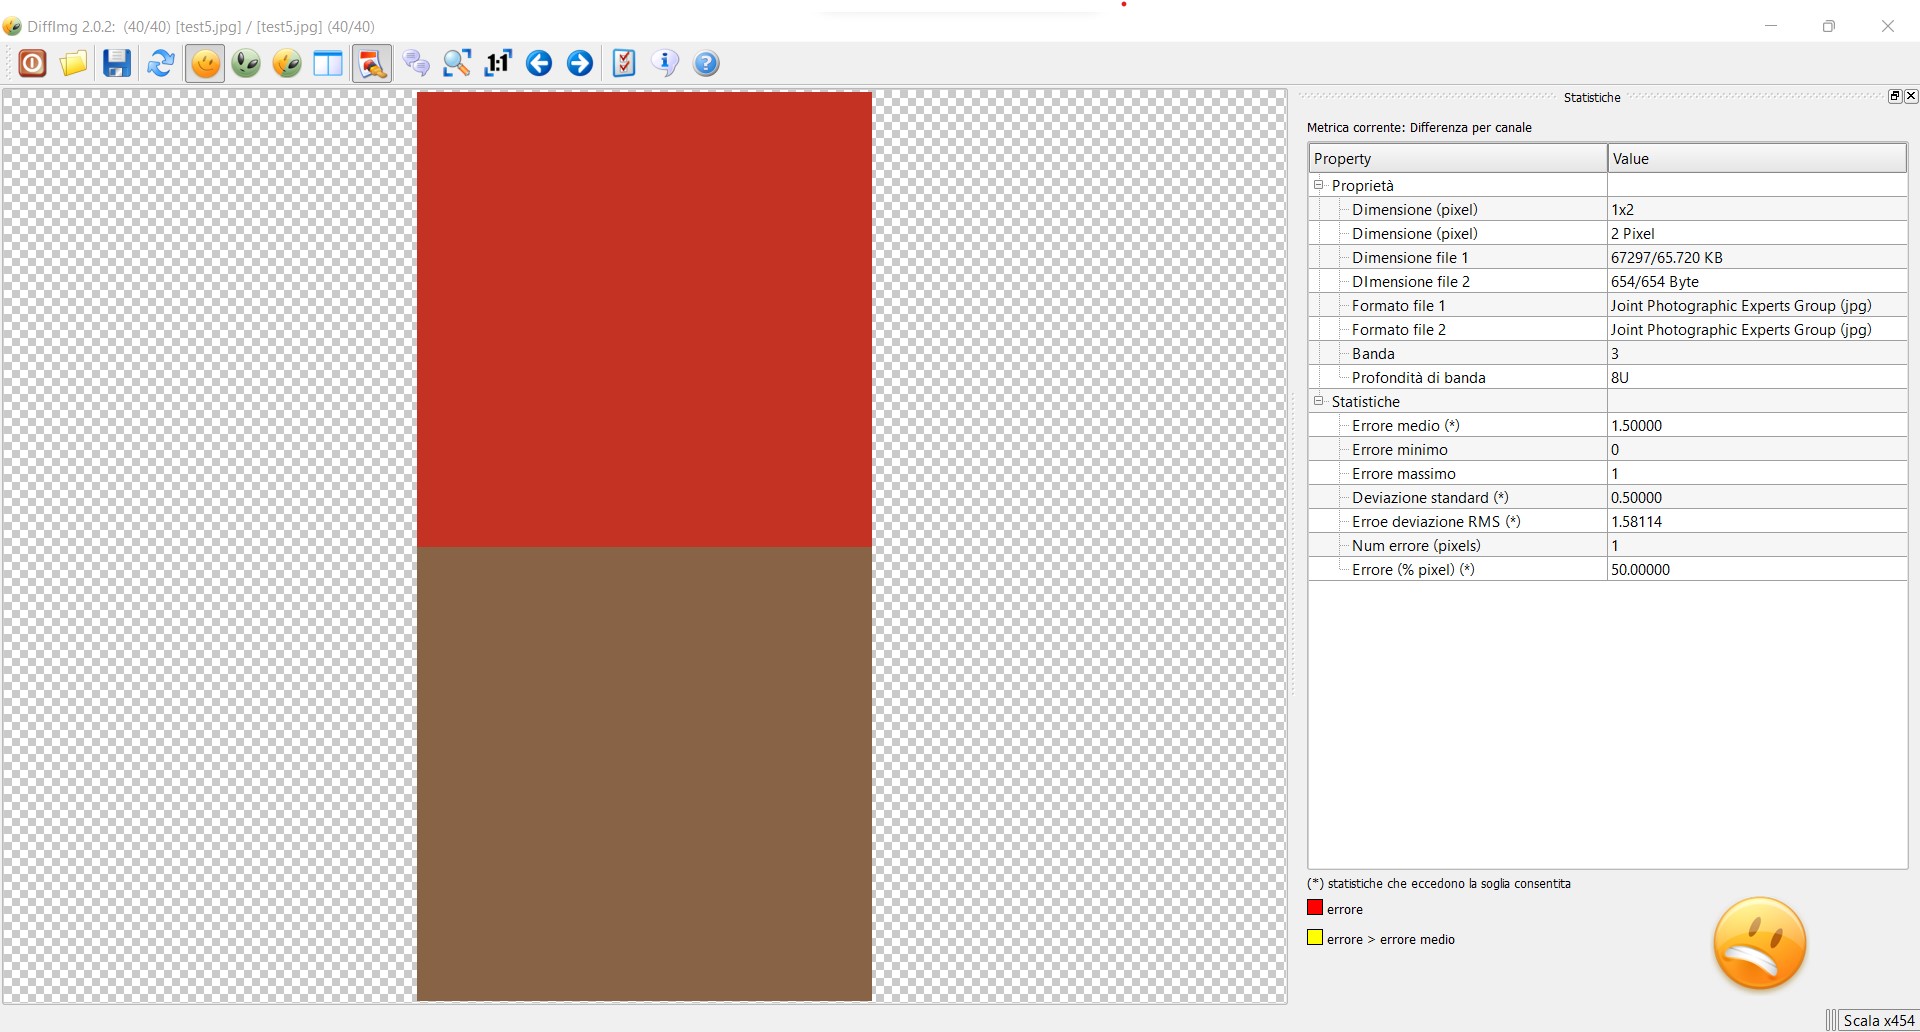 DiffImg 2.0.2: (40/40) [test5.jpg] / [test5.jpg] (40/40)
1:1
Statistiche
Metrica corrente: Differenza per canale
Property Value
Proprietà
Dimensione (pixel) 1x2
Dimensione (pixel) 2 Pixel
Dimensione file 1 67297/65.720 KB
DImensione file 2 654/654 Byte
Formato file 1 Joint Photographic Experts Group (jpg)
Formato file 2 Joint Photographic Experts Group (jpg)
Banda 3
Profondità di banda 8U
Statistiche
Errore medio (*) 1.50000
Errore minimo 0
Errore massimo 1
Deviazione standard (*) 0.50000
Erroe deviazione RMS (*) 1.58114
Num errore (pixels) 1
Errore (% pixel) (*) 50.00000
(*) statistiche che eccedono la soglia consentita
errore
errore > errore medio
Scala x454